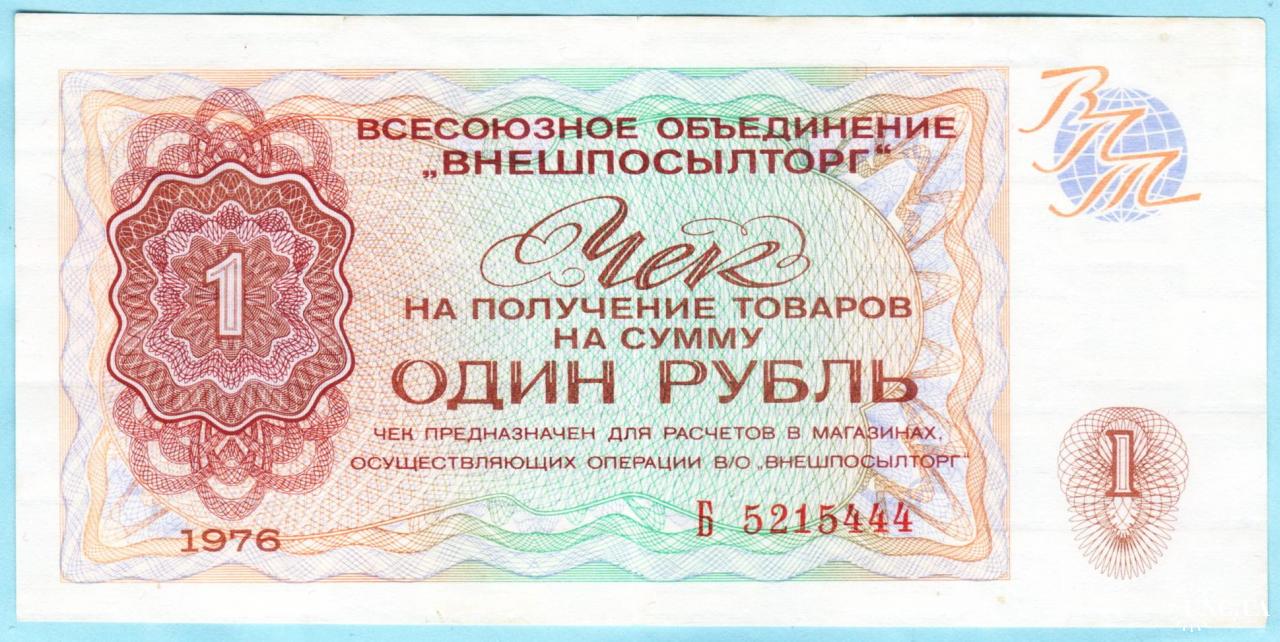 ВСЕСОЮЗНОЕ ОБЪЕДИНЕНИЕ
„ВНЕШПОСЫЛТОРГ“
ВПТ
Чек
НА ПОЛУЧЕНИЕ ТОВАРОВ
НА СУММУ
ОДИН РУБЛЬ
1
ЧЕК ПРЕДНАЗНАЧЕН ДЛЯ РАСЧЕТОВ В МАГАЗИНАХ,
ОСУЩЕСТВЛЯЮЩИХ ОПЕРАЦИИ В/О „ВНЕШПОСЫЛТОРГ“
1
Б 5215444
1976